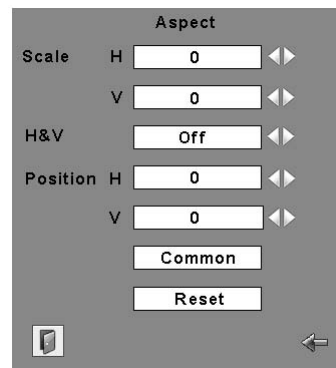 Aspect
Scale H 0
V 0
H&V Off
Position H 0
V 0
Common
Reset